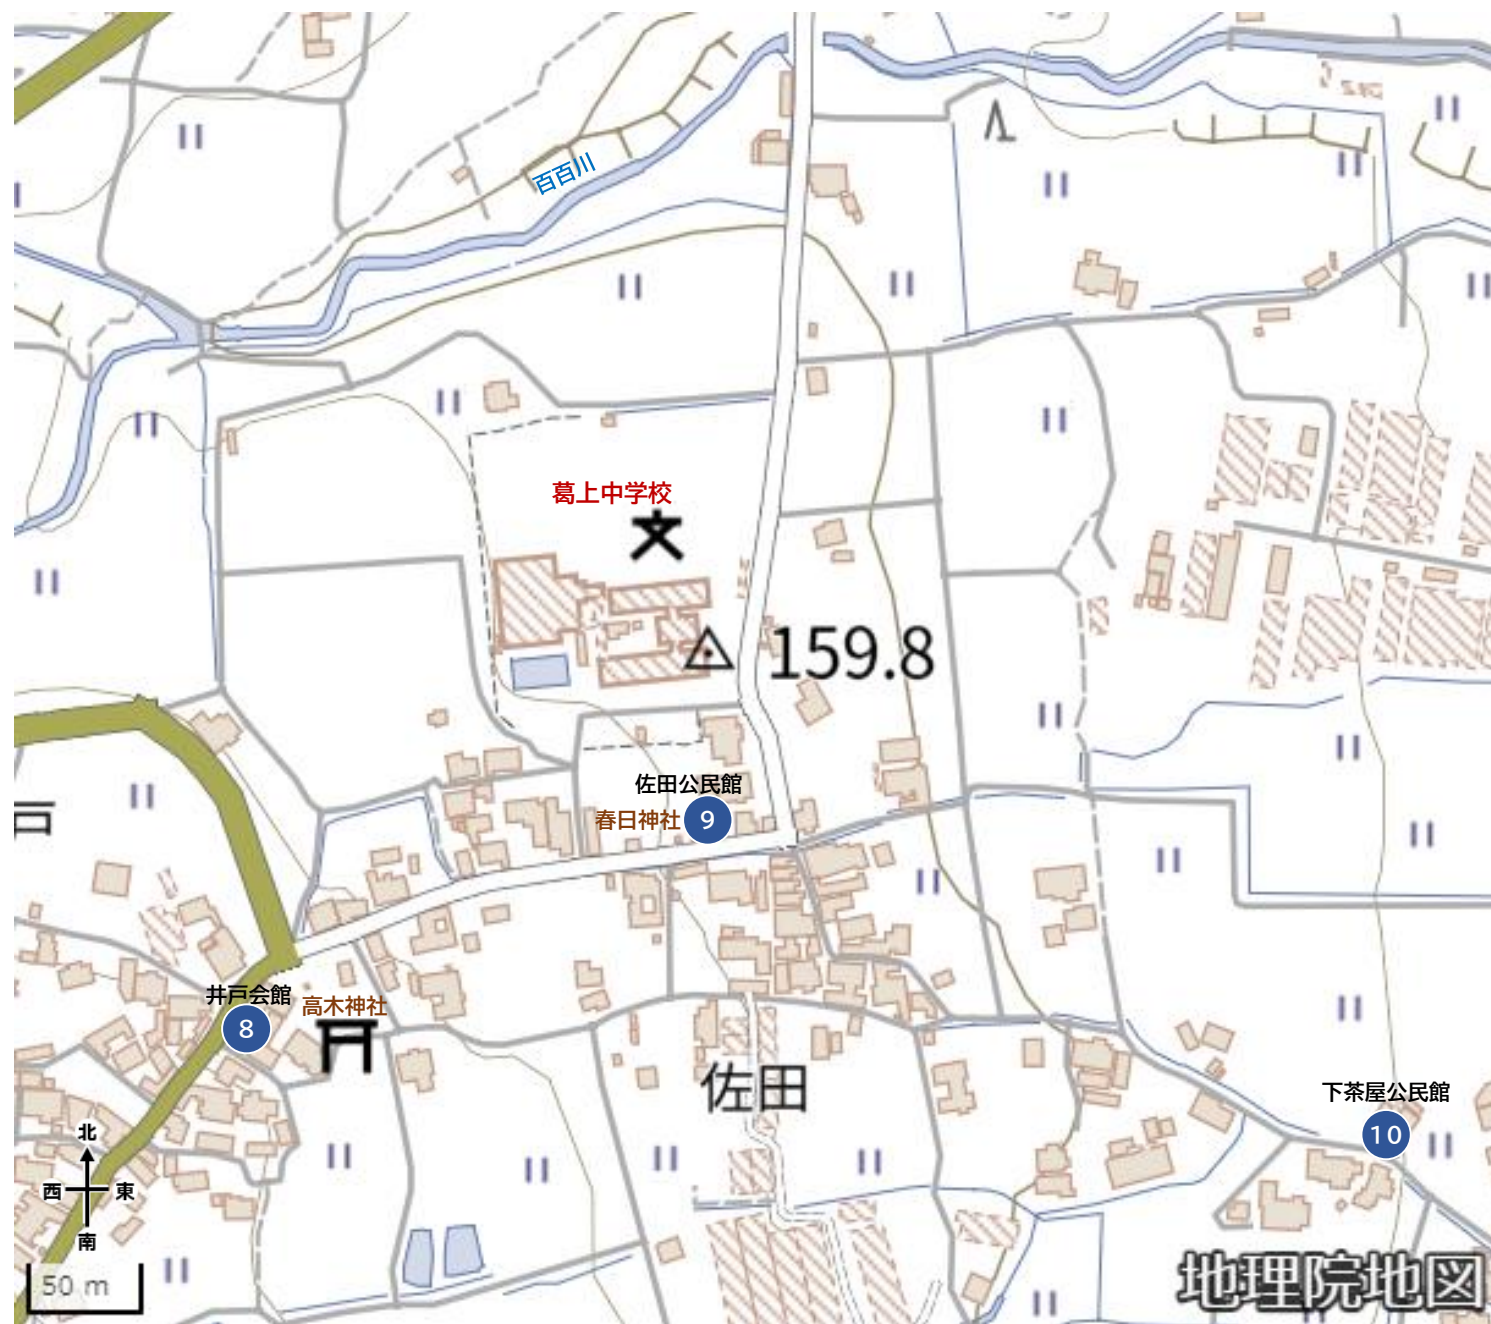 百百川
葛上中学校
159.8
佐田公民館
春日神社
9
戸
井戸会館
8
高木神社
佐田
下茶屋公民館
10
北
西
東
南
50 m
地理院地図